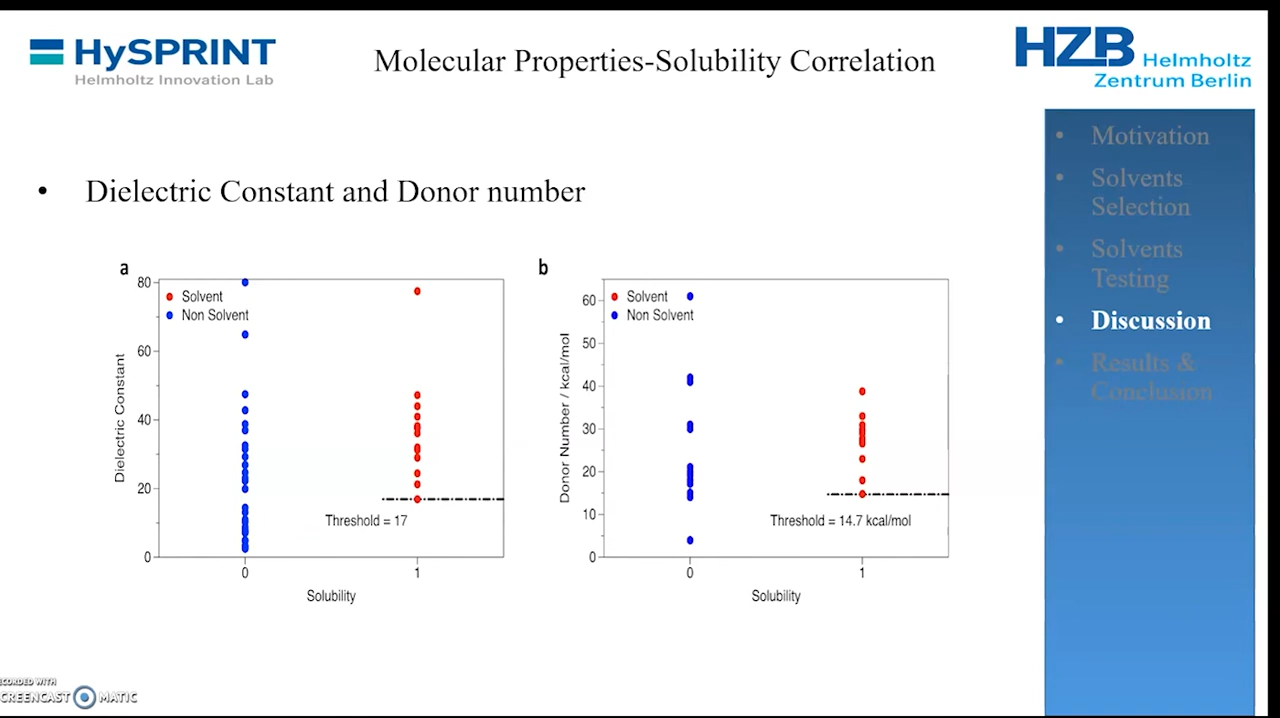 HySPRINT
Helmholtz Innovation Lab
Molecular Properties-Solubility Correlation
HZB Helmholtz
Zentrum Berlin
• Motivation
• Solvents
Selection
• Solvents
Testing
• Discussion
• Results &
Conclusion
• Dielectric Constant and Donor number
a
80
60
40
20
0
Dielectric Constant
Solvent
Non Solvent
Threshold = 17
0 1
Solubility
b
60
50
40
30
20
10
0
Donor Number / kcal/mol
Solvent
Non Solvent
Threshold = 14.7 kcal/mol
0 1
Solubility
WITH
MATIC